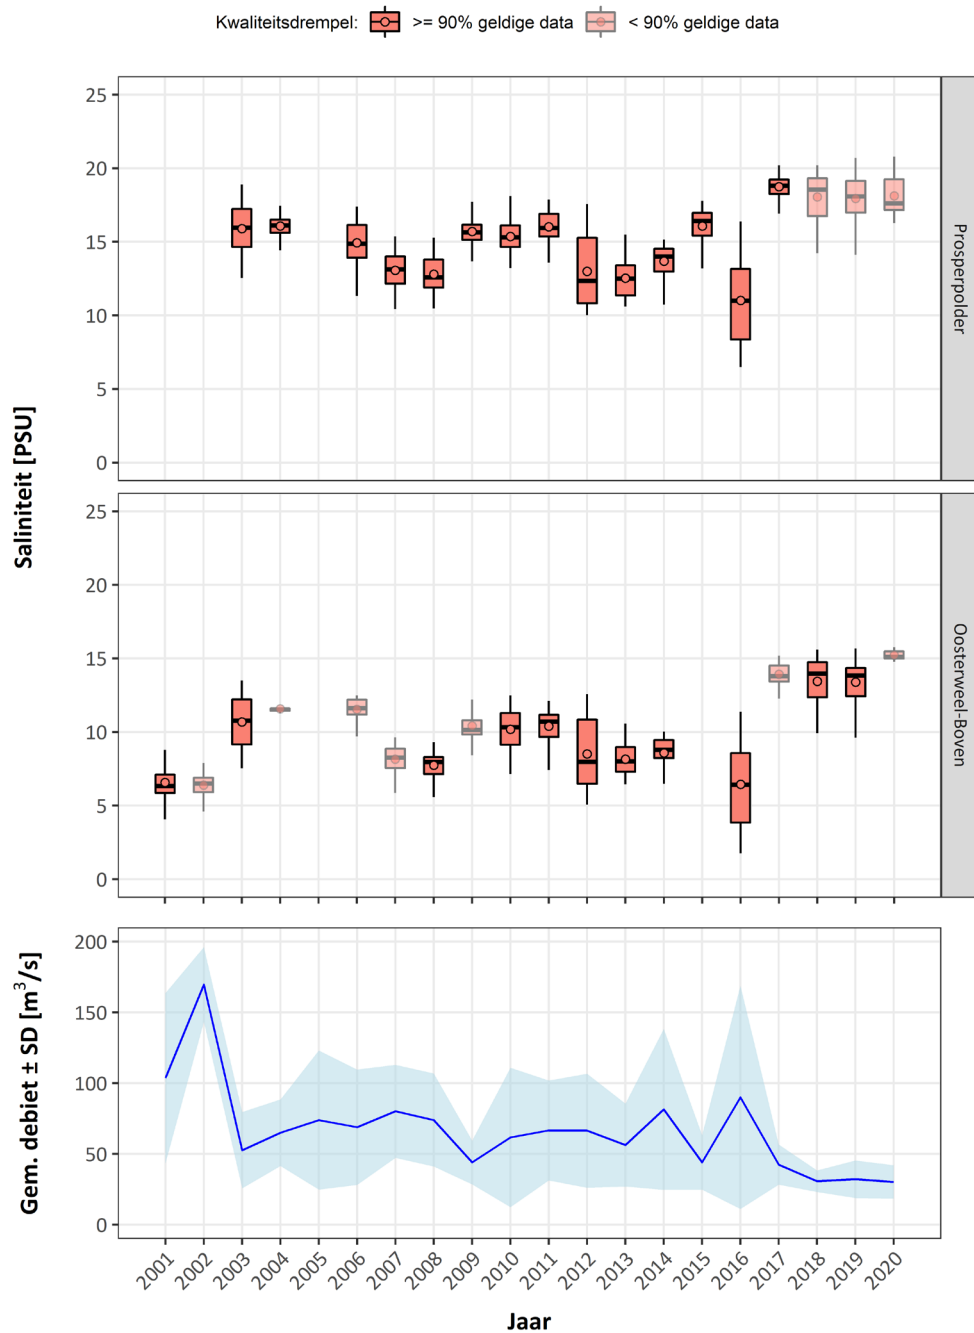 Kwaliteitsdrempel: >= 90% geldige data < 90% geldige data
25
20
15
10
5
0
Prosperpolder
Saliniteit [PSU]
25
20
15
10
5
0
Oosterweel-Boven
200
150
100
50
0
Gem. debiet ± SD [m³/s]
2001 2002 2003 2004 2005 2006 2007 2008 2009 2010 2011 2012 2013 2014 2015 2016 2017 2018 2019 2020
Jaar